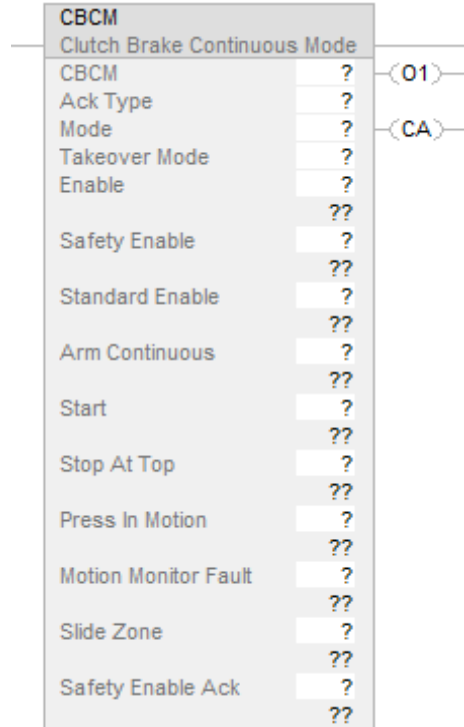 CBCM
Clutch Brake Continuous Mode
CBCM ? (O1)
Ack Type ?
Mode ? (CA)
Takeover Mode ?
Enable ?
??
Safety Enable ?
??
Standard Enable ?
??
Arm Continuous ?
??
Start ?
??
Stop At Top ?
??
Press In Motion ?
??
Motion Monitor Fault ?
??
Slide Zone ?
??
Safety Enable Ack ?
??